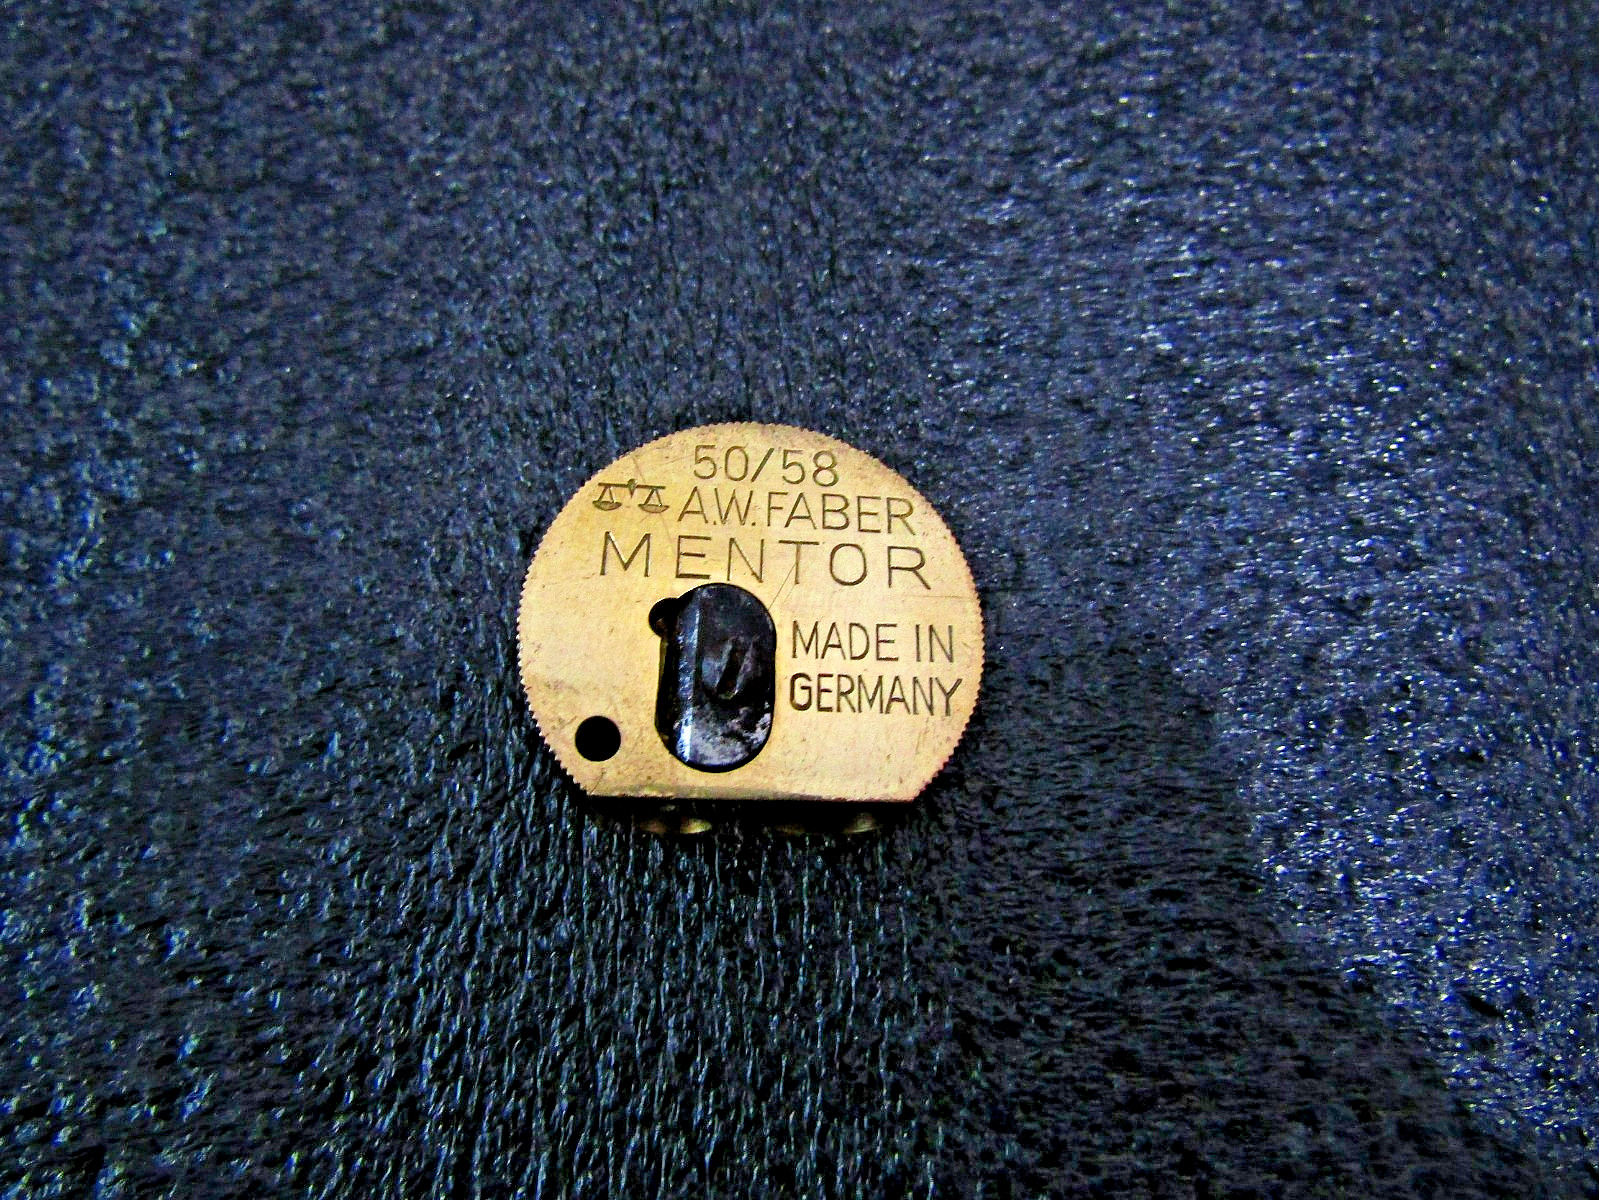 50/58
A.W. FABER
MENTOR
MADE IN
GERMANY